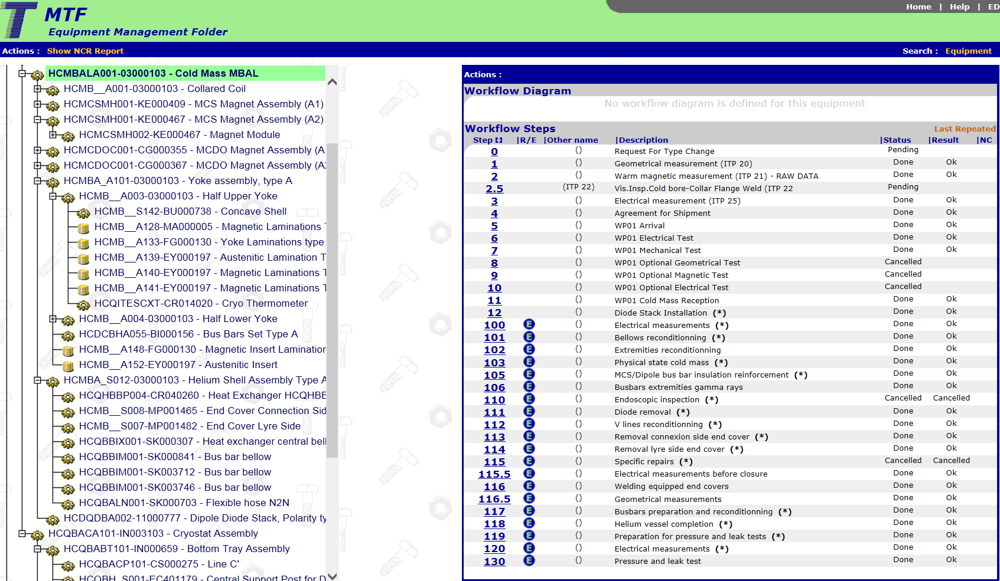 MTF
Equipment Management Folder
Home | Help | ED
Actions : Show NCR Report
Search : Equipment
HCMBALA001-03000103 - Cold Mass MBAL
HCMB__A001-03000103 - Collared Coil
HCMCSMH001-KE000409 - MCS Magnet Assembly (A1)
HCMCSMH001-KE000467 - MCS Magnet Assembly (A2)
HCMCSMH002-KE000467 - Magnet Module
HCMCDOC001-CG000355 - MCDO Magnet Assembly (A
HCMCDOC001-CG000367 - MCDO Magnet Assembly (A2
HCMBA_A101-03000103 - Yoke assembly, type A
HCMB__A003-03000103 - Half Upper Yoke
HCMB__S142-BU000738 - Concave Shell
HCMB__A128-MA000005 - Magnetic Laminations T
HCMB__A133-FG000130 - Yoke Laminations type
HCMB__A139-EY000197 - Austenitic Lamination T
HCMB__A140-EY000197 - Magnetic Laminations T
HCMB__A141-EY000197 - Magnetic Laminations T
HCQITESCXT-CR014020 - Cryo Thermometer
HCMB__A004-03000103 - Half Lower Yoke
HCDCBHA055-BI000156 - Bus Bars Set Type A
HCMB__A148-FG000130 - Magnetic Insert Lamination
HCMB__A152-EY000197 - Austenitic Insert
HCMBA_S012-03000103 - Helium Shell Assembly Type A
HCQHBBP004-CR040260 - Heat Exchanger HCQHBE
HCMB__S008-MP001465 - End Cover Connection Sid
HCMB__S007-MP001482 - End Cover Lyre Side
HCQBBIX001-SK000307 - Heat exchanger central bell
HCQBBIM001-SK000841 - Bus bar bellow
HCQBBIM001-SK003712 - Bus bar bellow
HCQBBIM001-SK003746 - Bus bar bellow
HCQBALN001-SK000703 - Flexible hose N2N
HCDQDBA002-11000777 - Dipole Diode Stack, Polarity ty
HCQBACA101-IN003103 - Cryostat Assembly
HCQBABT101-IN000659 - Bottom Tray Assembly
HCQBACP101-CS000275 - Line C'
HCQBH_S001-EC401179 - Central Support Post for D
Actions :
Workflow Diagram
No workflow diagram is defined for this equipment
Workflow Steps Last Repeated
Step |R/E |Other name |Description |Status |Result |NC
0 () Request For Type Change Pending
1 () Geometrical measurement (ITP 20) Done Ok
2 () Warm magnetic measurement (ITP 21) - RAW DATA Done Ok
2.5 (ITP 22) Vis.Insp.Cold bore-Collar Flange Weld (ITP 22 Pending
3 () Electrical measurement (ITP 25) Done Ok
4 () Agreement for Shipment Done Ok
5 () WP01 Arrival Done Ok
6 () WP01 Electrical Test Done Ok
7 () WP01 Mechanical Test Done Ok
8 () WP01 Optional Geometrical Test Cancelled
9 () WP01 Optional Magnetic Test Cancelled
10 () WP01 Optional Electrical Test Cancelled
11 () WP01 Cold Mass Reception Done Ok
12 () Diode Stack Installation (*) Done Ok
100 E () Electrical measurements (*) Done Ok
101 E () Bellows reconditionning (*) Done Ok
102 E () Extremities reconditionning Done Ok
103 E () Physical state cold mass (*) Done Ok
105 E () MCS/Dipole bus bar insulation reinforcement (*) Done Ok
106 E () Busbars extremities gamma rays Done Ok
110 E () Endoscopic inspection (*) Cancelled Cancelled
111 E () Diode removal (*) Done Ok
112 E () V lines reconditionning (*) Done Ok
113 E () Removal connexion side end cover (*) Done Ok
114 E () Removal lyre side end cover (*) Done Ok
115 E () Specific repairs (*) Cancelled Cancelled
115.5 E () Electrical measurements before closure Done Ok
116 E () Welding equipped end covers Done Ok
116.5 E () Geometrical measurements Done Ok
117 E () Busbars preparation and reconditionning (*) Done Ok
118 E () Helium vessel completion (*) Done Ok
119 E () Preparation for pressure and leak tests (*) Done Ok
120 E () Electrical measurements (*) Done Ok
130 E () Pressure and leak test Done Ok